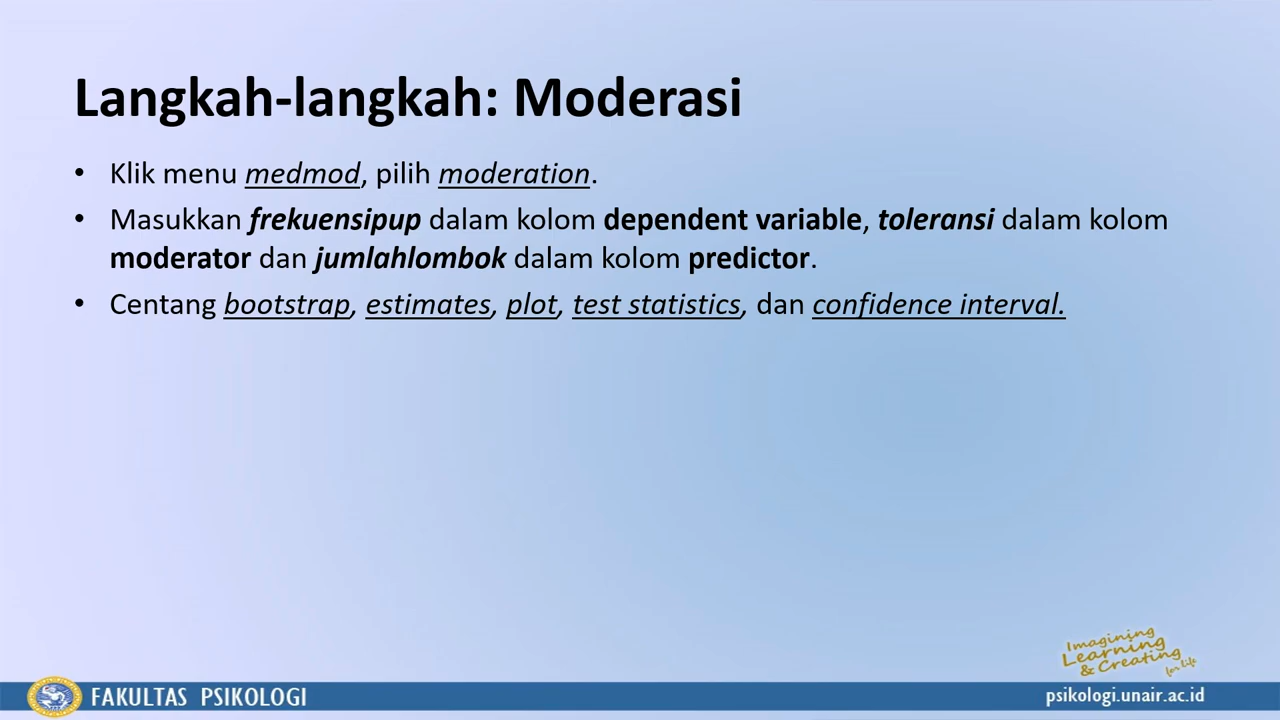 Langkah-langkah: Moderasi
• Klik menu medmod, pilih moderation.
• Masukkan frekuensipup dalam kolom dependent variable, toleransi dalam kolom
moderator dan jumlahlombok dalam kolom predictor.
• Centang bootstrap, estimates, plot, test statistics, dan confidence interval.
Imagining
Learning
& Creating
for life
FAKULTAS PSIKOLOGI
psikologi.unair.ac.id